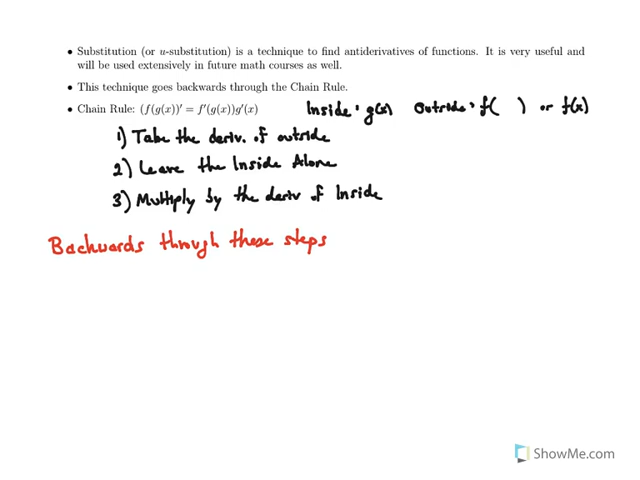 • Substitution (or u-substitution) is a technique to find antiderivatives of functions. It is very useful and
will be used extensively in future math courses as well.
• This technique goes backwards through the Chain Rule.
• Chain Rule: (f(g(x))′ = f′(g(x))g′(x) Inside: g(x) Outside: f( ) or f(x)
1) Take the deriv. of outside
2) Leave the Inside Alone
3) Multiply by the deriv of Inside
Backwards through these steps
ShowMe.com